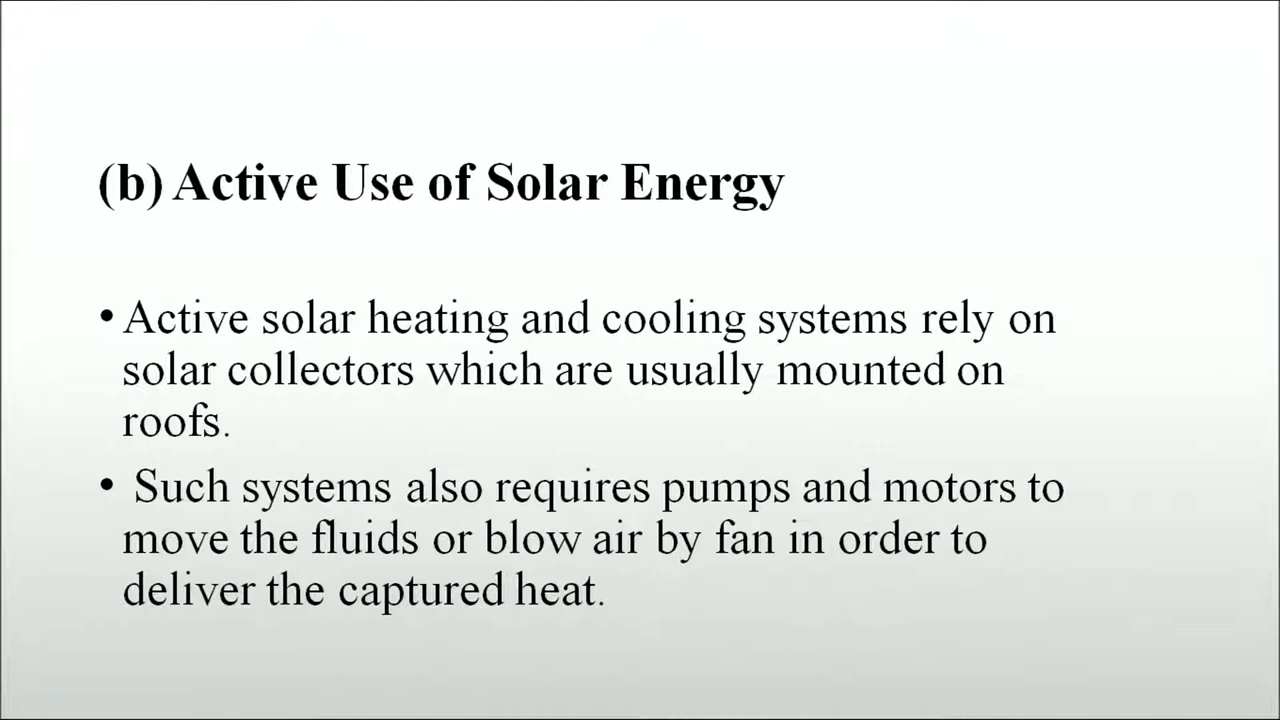 (b) Active Use of Solar Energy
• Active solar heating and cooling systems rely on
solar collectors which are usually mounted on
roofs.
• Such systems also requires pumps and motors to
move the fluids or blow air by fan in order to
deliver the captured heat.